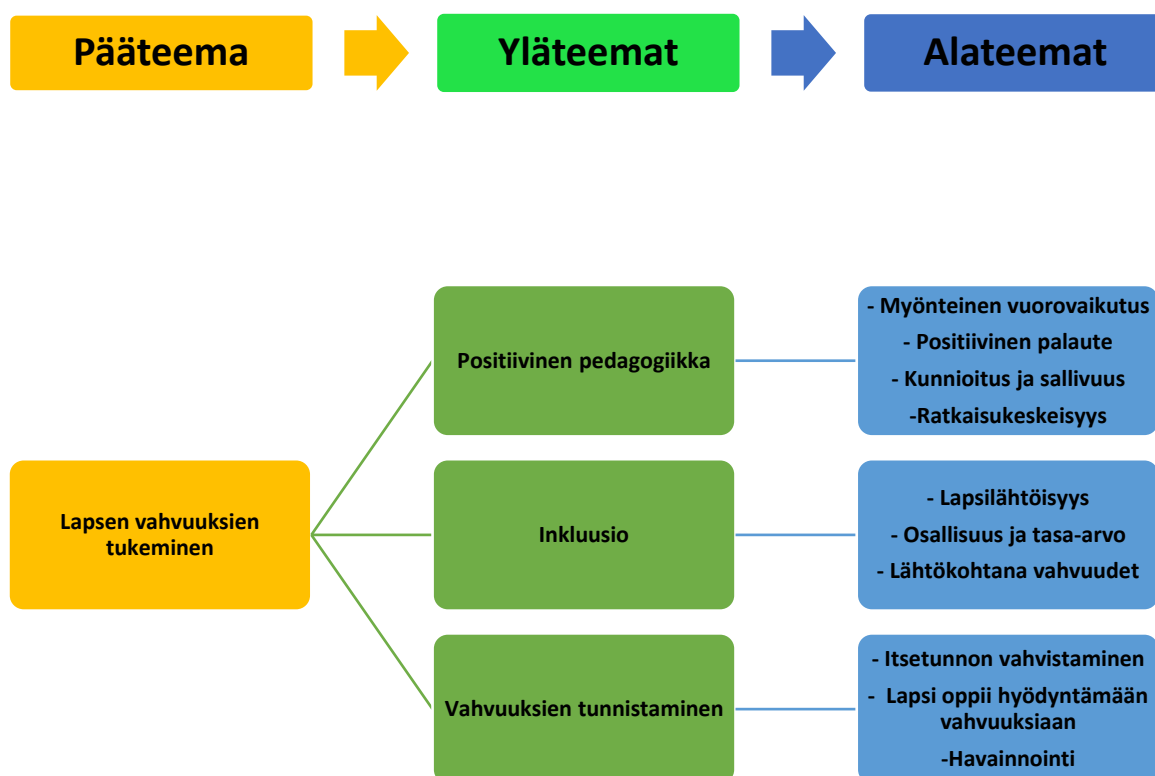 Pääteema
Yläteemat
Alateemat
Lapsen vahvuuksien
tukeminen
Positiivinen pedagogiikka
- Myönteinen vuorovaikutus
- Positiivinen palaute
- Kunnioitus ja sallivuus
-Ratkaisukeskeisyys
Inkluusio
- Lapsilähtöisyys
- Osallisuus ja tasa-arvo
- Lähtökohtana vahvuudet
Vahvuuksien tunnistaminen
- Itsetunnon vahvistaminen
- Lapsi oppii hyödyntämään
vahvuuksiaan
-Havainnointi